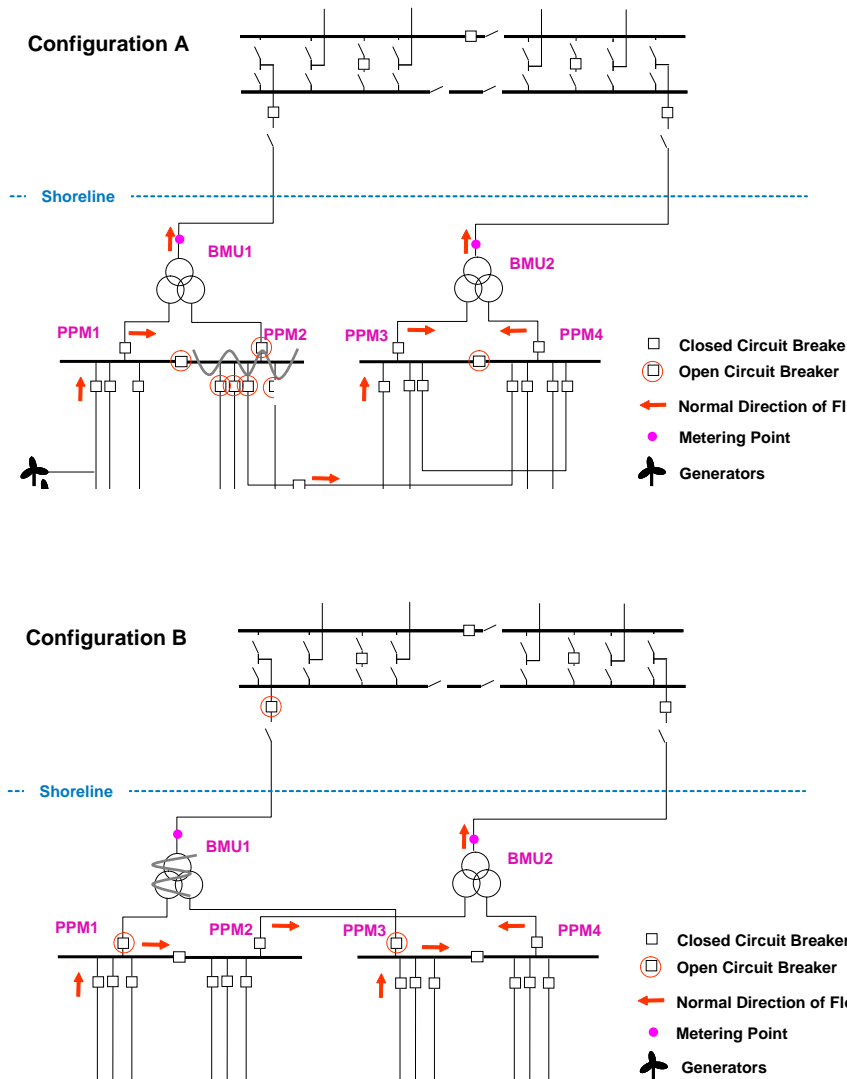 Configuration A
Shoreline
BMU1
BMU2
PPM1
PPM2
PPM3
PPM4
Closed Circuit Breake
Open Circuit Breaker
Normal Direction of Fl
Metering Point
Generators
Configuration B
Shoreline
BMU1
BMU2
PPM1
PPM2
PPM3
PPM4
Closed Circuit Breaker
Open Circuit Breaker
Normal Direction of Flo
Metering Point
Generators